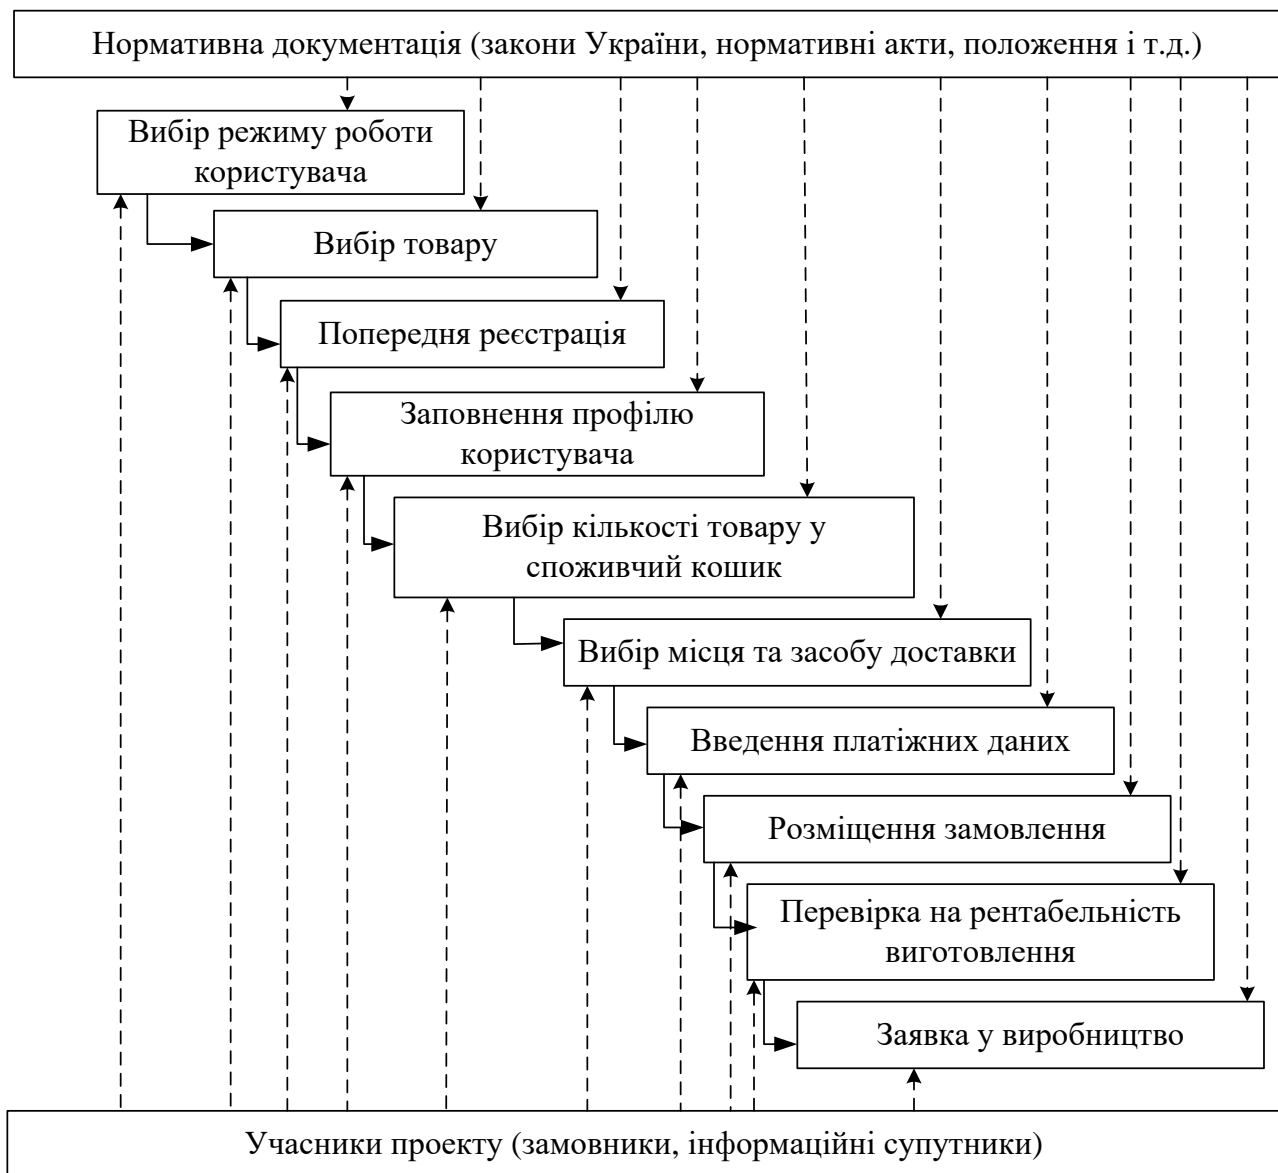 Нормативна документація (закони України, нормативні акти, положення і т.д.)
Вибір режиму роботи
користувача
Вибір товару
Попередня реєстрація
Заповнення профілю
користувача
Вибір кількості товару у
споживчий кошик
Вибір місця та засобу доставки
Введення платіжних даних
Розміщення замовлення
Перевірка на рентабельність
виготовлення
Заявка у виробництво
Учасники проекту (замовники, інформаційні супутники)